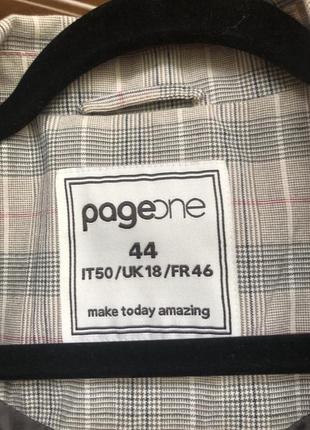 pageone
44
IT50/UK18/FR46
make today amazing